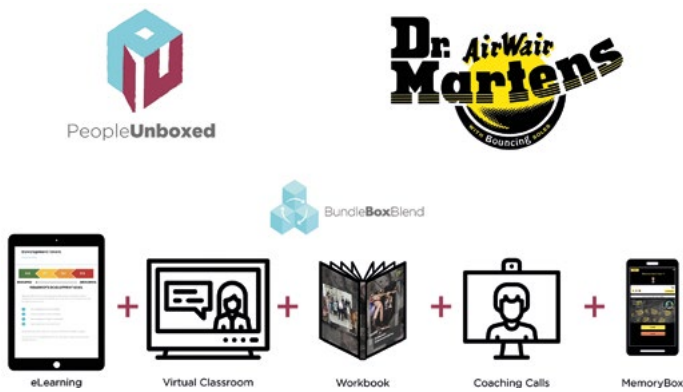 PeopleUnboxed
Dr. AirWair
Martens
WITH Bouncing SOLES
BundleBoxBlend
eLearning
Virtual Classroom
Workbook
Coaching Calls
MemoryBox